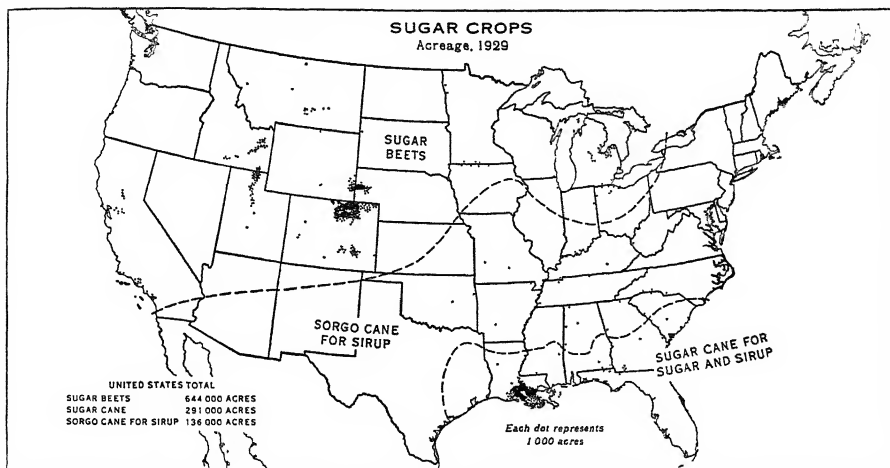 SUGAR CROPS
Acreage, 1929
SUGAR
BEETS
SORGO CANE
FOR SIRUP
SUGAR CANE FOR
SUGAR AND SIRUP
UNITED STATES TOTAL
SUGAR BEETS 644 000 ACRES
SUGAR CANE 291 000 ACRES
SORGO CANE FOR SIRUP 136 000 ACRES
Each dot represents
1 000 acres